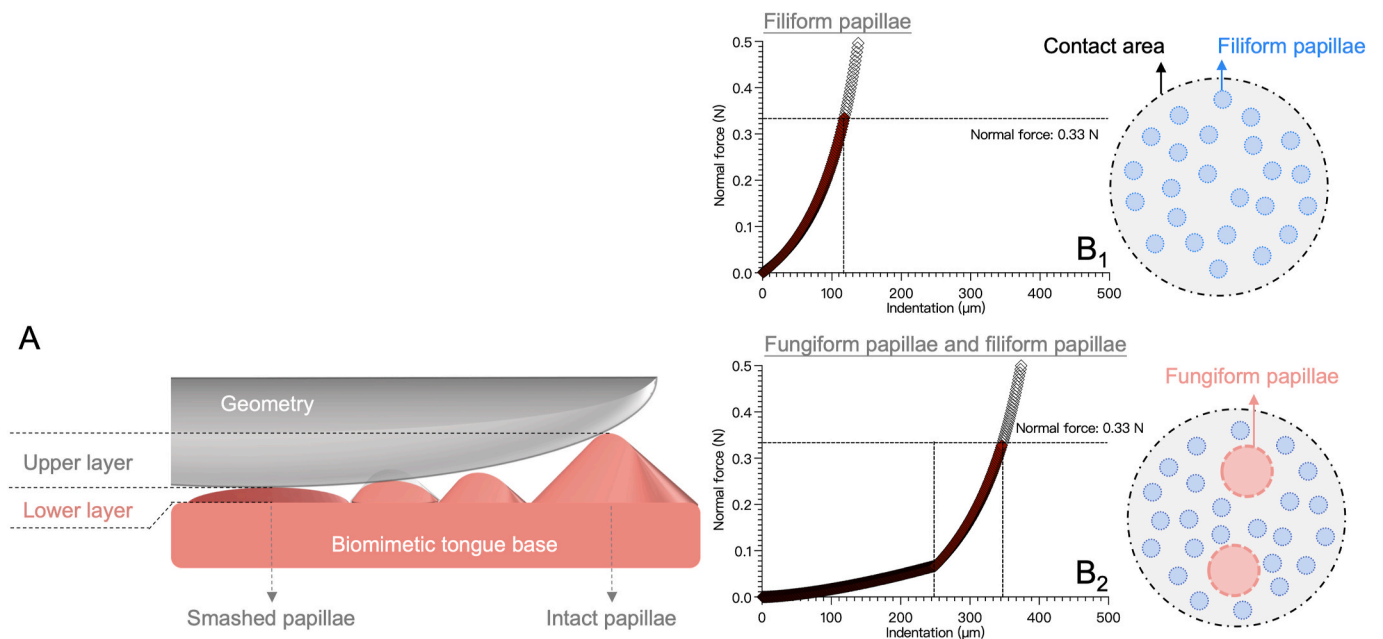 A
Geometry
Upper layer
Lower layer
Biomimetic tongue base
Smashed papillae
Intact papillae
Filiform papillae
0.5
0.4
0.3
0.2
0.1
0.0
Normal force (N)
Normal force: 0.33 N
B1
0
100
200
300
400
500
Indentation (µm)
Contact area
Filiform papillae
Fungiform papillae and filiform papillae
0.5
0.4
0.3
0.2
0.1
0.0
Normal force (N)
Normal force: 0.33 N
B2
0
100
200
300
400
500
Indentation (µm)
Fungiform papillae